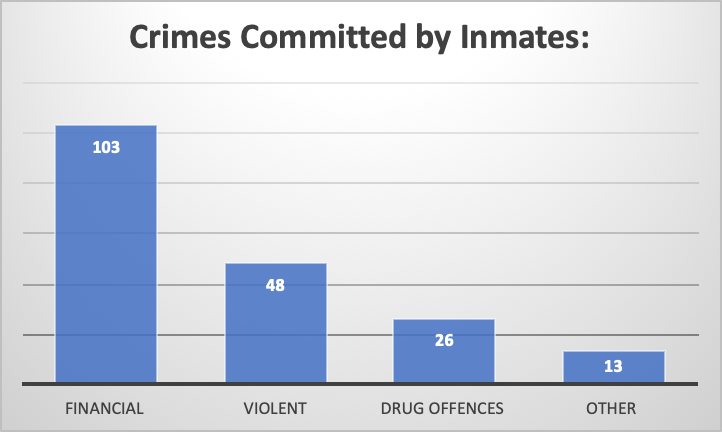 Crimes Committed by Inmates:
103
48
26
13
FINANCIAL
VIOLENT
DRUG OFFENCES
OTHER